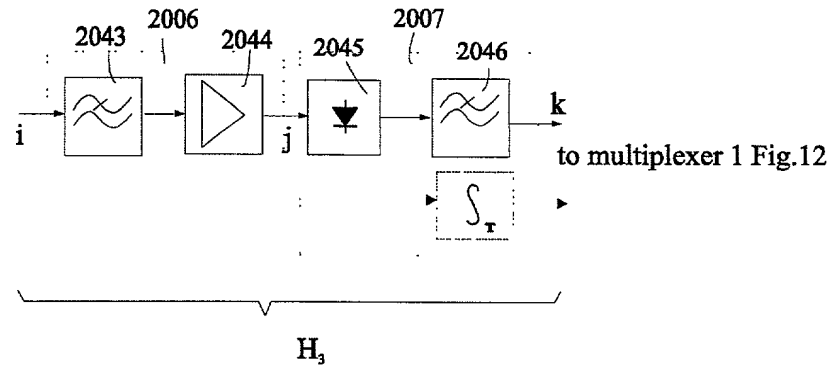 2043
2006
2044
2045
2007
2046
i
j
k
to multiplexer 1 Fig.12
∫T
H₃